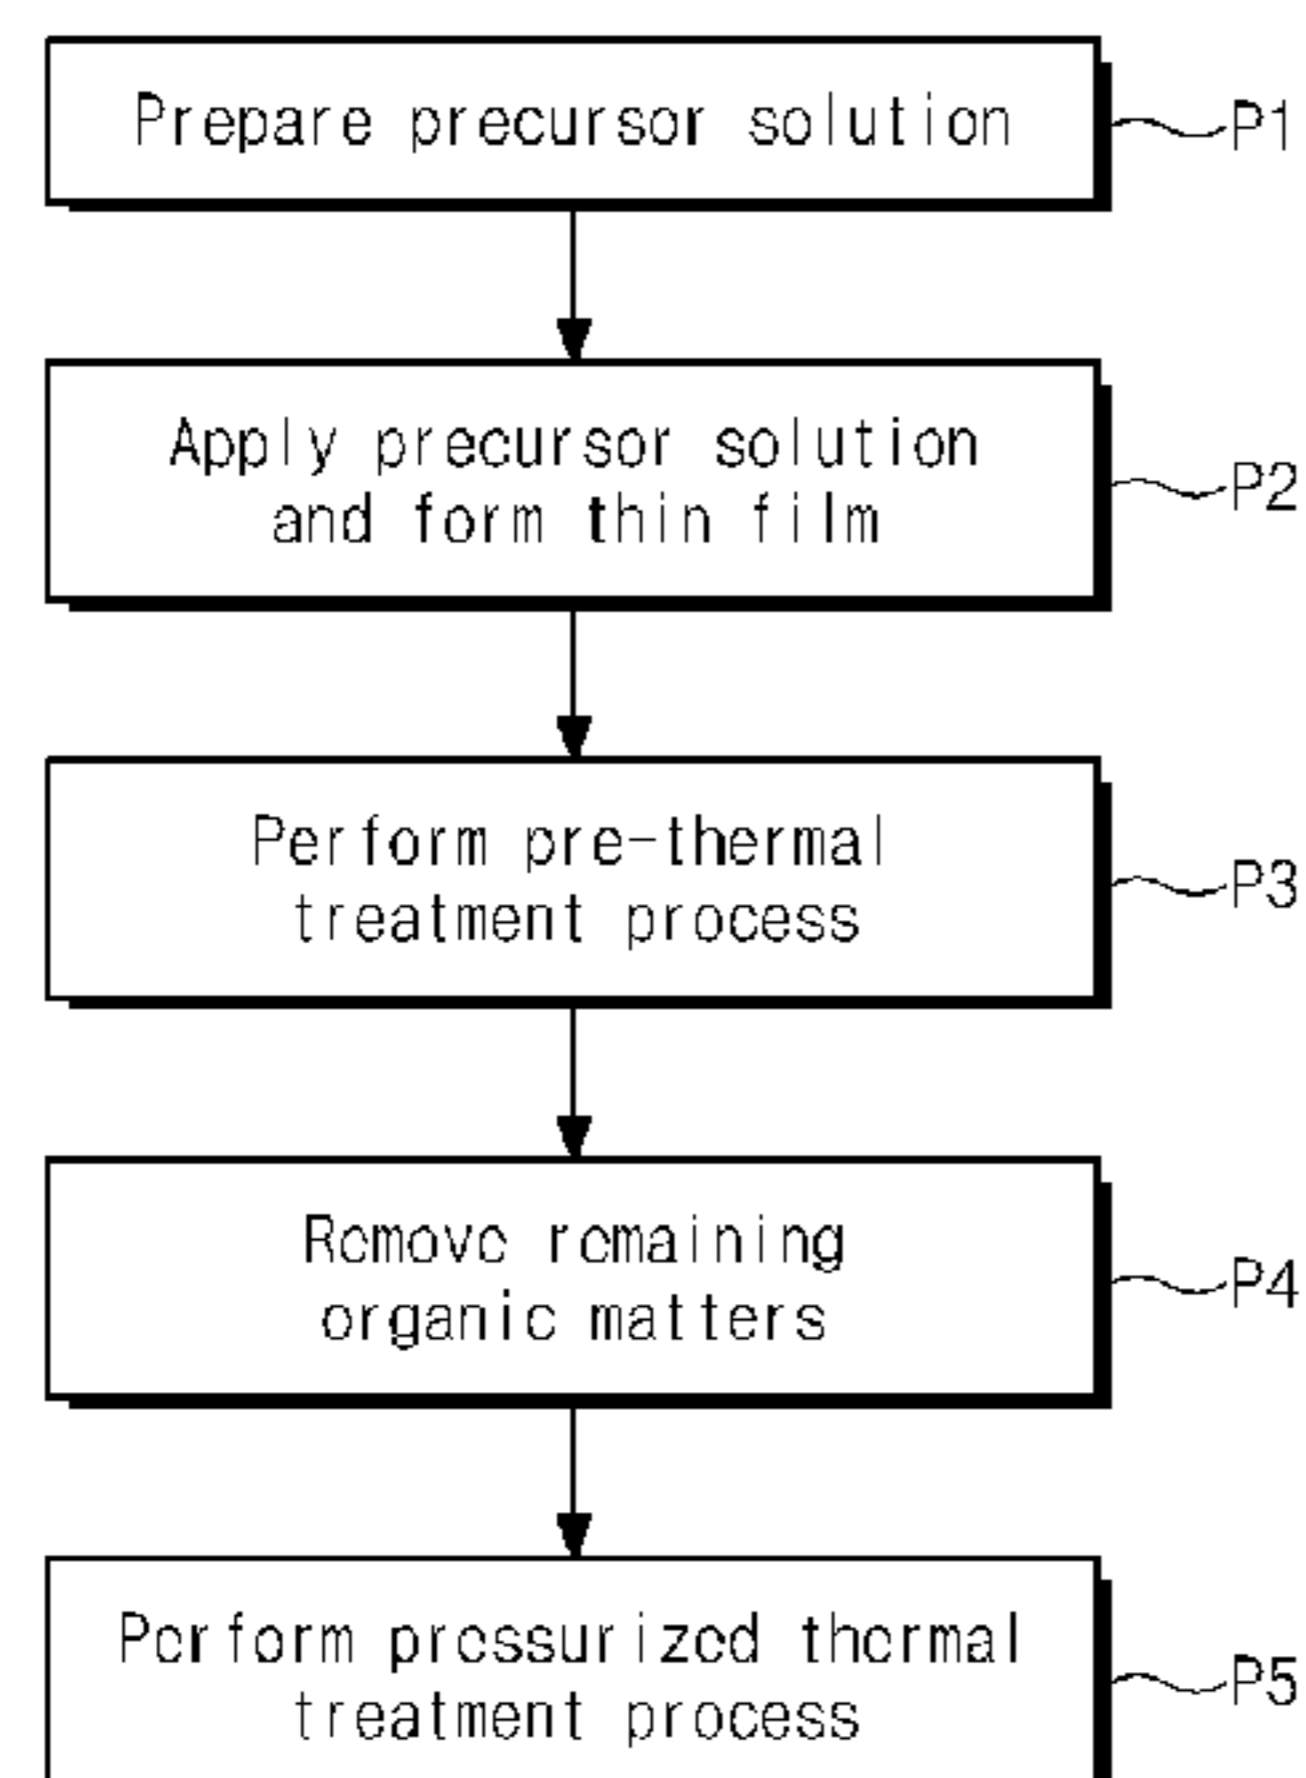 Prepare precursor solution
P1
Apply precursor solution
and form thin film
P2
Perform pre-thermal
treatment process
P3
Remove remaining
organic matters
P4
Perform pressurized thermal
treatment process
P5